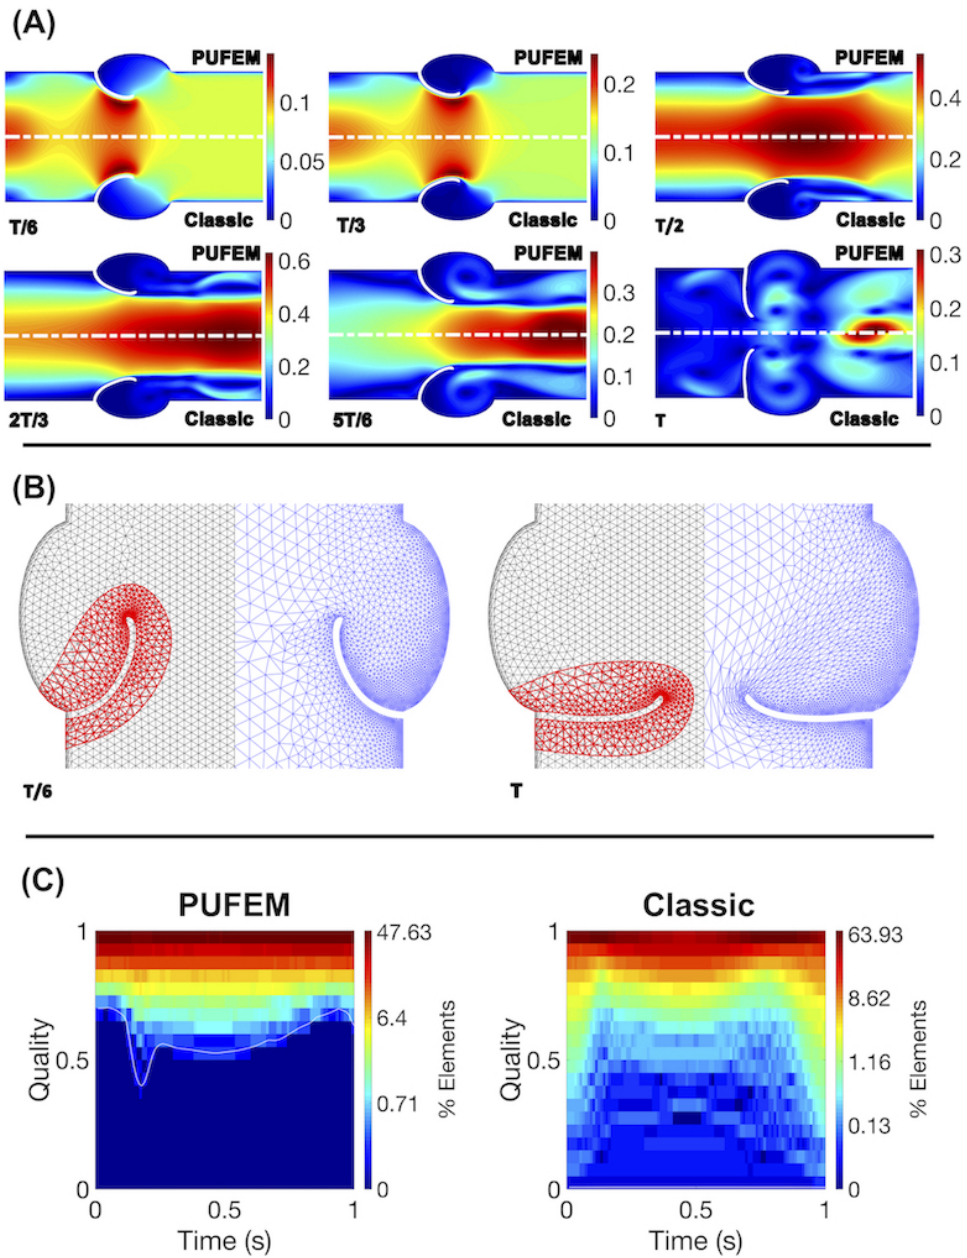 (A)
PUFEM
0.1
0.05
0
Classic
T/6
PUFEM
0.2
0.1
0
Classic
T/3
PUFEM
0.4
0.2
0
Classic
T/2
PUFEM
0.6
0.4
0.2
0
Classic
2T/3
PUFEM
0.3
0.2
0.1
0
Classic
5T/6
PUFEM
0.3
0.2
0.1
0
Classic
T
(B)
T/6
T
(C)
PUFEM
1
0.5
0
Quality
0
0.5
1
Time (s)
47.63
6.4
0.71
0
% Elements
Classic
1
0.5
0
Quality
0
0.5
1
Time (s)
63.93
8.62
1.16
0.13
0
% Elements